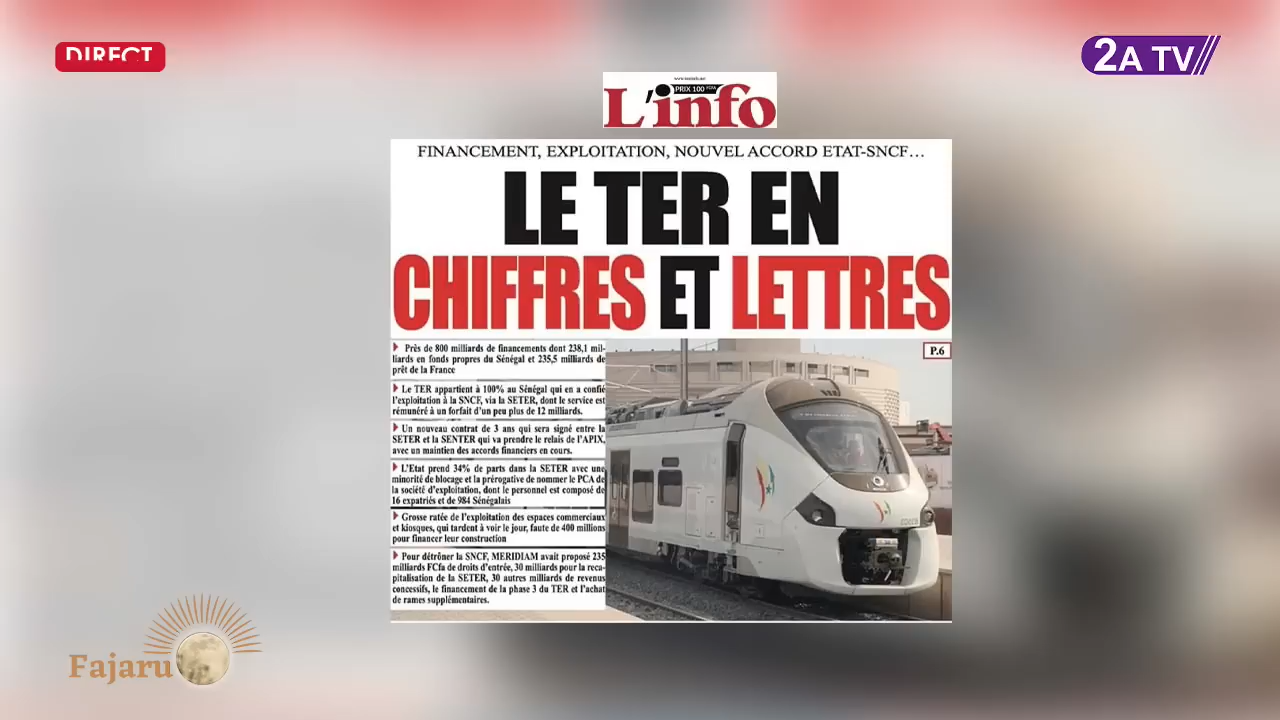 DIRECT
2A TV
PRIX 100 FCFA
L'info
FINANCEMENT, EXPLOITATION, NOUVEL ACCORD ETAT-SNCF…
LE TER EN
CHIFFRES ET LETTRES
Près de 800 milliards de financements dont 238,1 mil-
liards en fonds propres du Sénégal et 235,5 milliards de
prêt de la France
Le TER appartient à 100% au Sénégal qui en a confié
l'exploitation à la SNCF, via la SETER, dont le service est
rémunéré à un forfait d'un peu plus de 12 milliards.
Un nouveau contrat de 3 ans qui sera signé entre la
SETER et la SENTER qui va prendre le relais de l'APIX,
avec un maintien des accords financiers en cours.
L'Etat prend 34% de parts dans la SETER avec une
minorité de blocage et la prérogative de nommer le PCA de
la société d'exploitation, dont le personnel est composé de
16 expatriés et de 984 Sénégalais
Grosse ratée de l'exploitation des espaces commerciaux
et kiosques, qui tardent à voir le jour, faute de 400 millions
pour financer leur construction
Pour détrôner la SNCF, MERIDIAM avait proposé 235
milliards FCfa de droits d'entrée, 30 milliards pour la reca-
pitalisation de la SETER, 30 autres milliards de revenus
concessifs, le financement de la phase 3 du TER et l'achat
de rames supplémentaires.
P.6
Fajaru